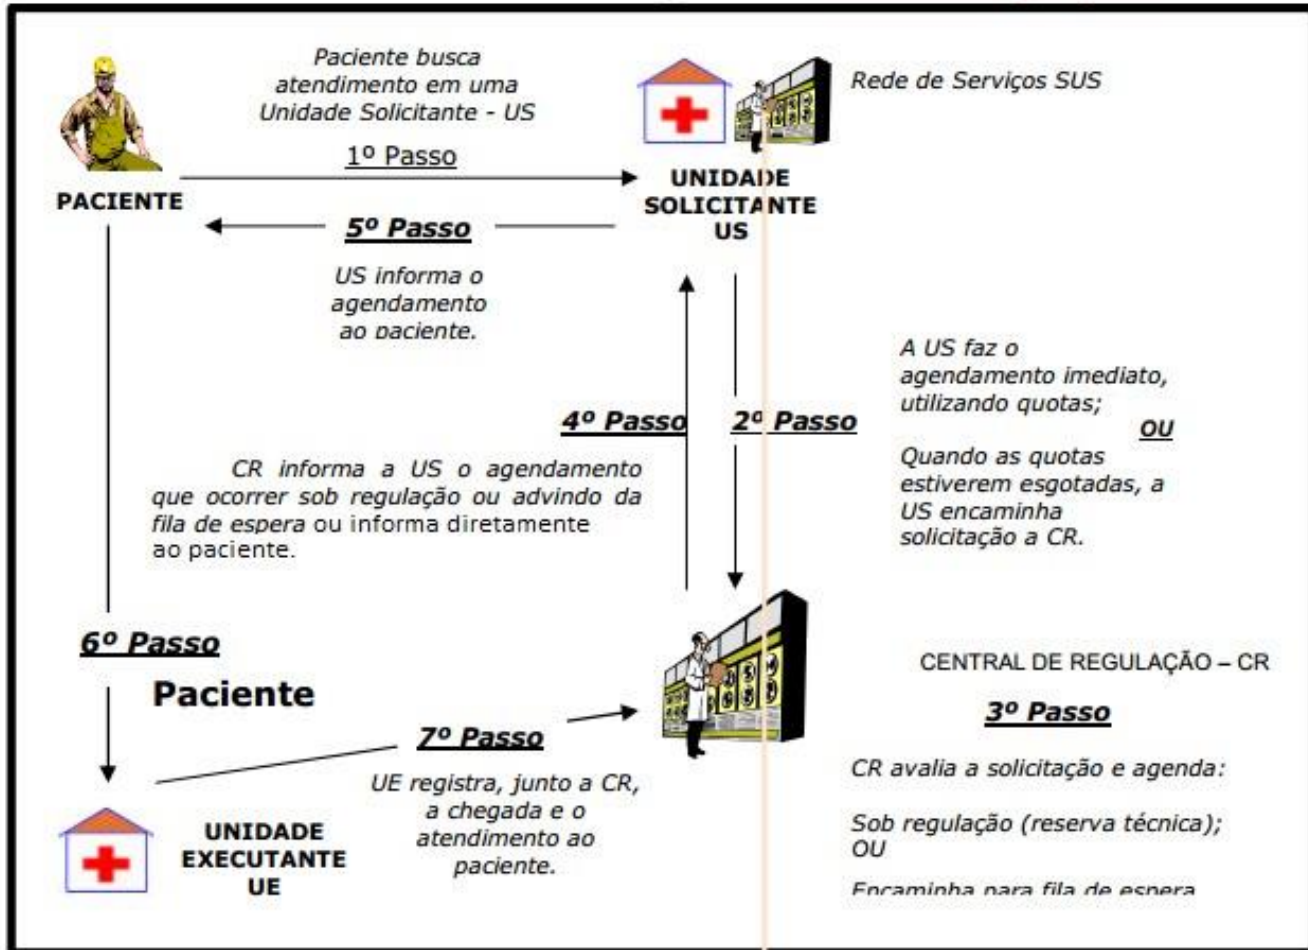 Paciente busca
atendimento em uma
Unidade Solicitante - US
1º Passo
PACIENTE
Rede de Serviços SUS
UNIDADE
SOLICITANTE
US
5º Passo
US informa o
agendamento
ao paciente.
A US faz o
agendamento imediato,
utilizando quotas;
OU
Quando as quotas
estiverem esgotadas, a
US encaminha
solicitação a CR.
4º Passo
2º Passo
CR informa a US o agendamento
que ocorrer sob regulação ou advindo da
fila de espera ou informa diretamente
ao paciente.
6º Passo
Paciente
CENTRAL DE REGULAÇÃO – CR
3º Passo
CR avalia a solicitação e agenda:
Sob regulação (reserva técnica);
OU
Encaminha para fila de espera
7º Passo
UE registra, junto a CR,
a chegada e o
atendimento ao
paciente.
UNIDADE
EXECUTANTE
UE